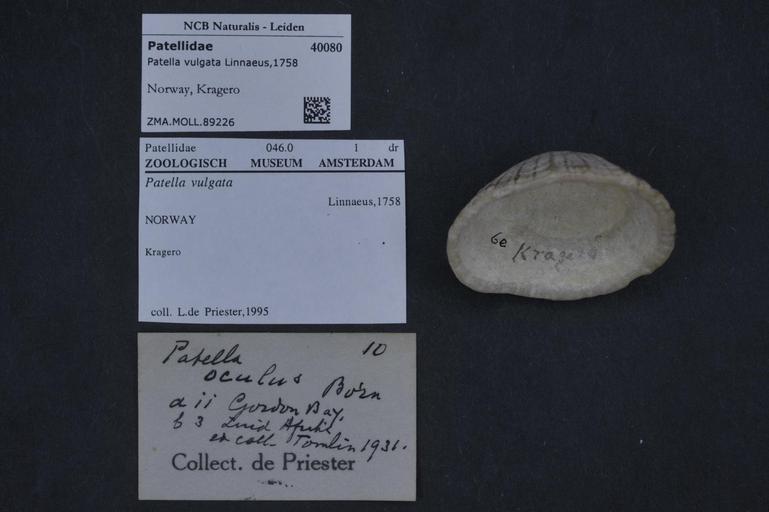 NCB Naturalis - Leiden
Patellidae 40080
Patella vulgata Linnaeus,1758
Norway, Kragero
ZMA.MOLL.89226
Patellidae 046.0 1 dr
ZOOLOGISCH MUSEUM AMSTERDAM
Patella vulgata
Linnaeus,1758
NORWAY
Kragero
coll. L.de Priester,1995
Patella 10
oculus Born
a ii Gordon Bay,
b 3 Zuid Afrika
ex coll. Tomlin 1931.
Collect. de Priester
6e
Kragerö